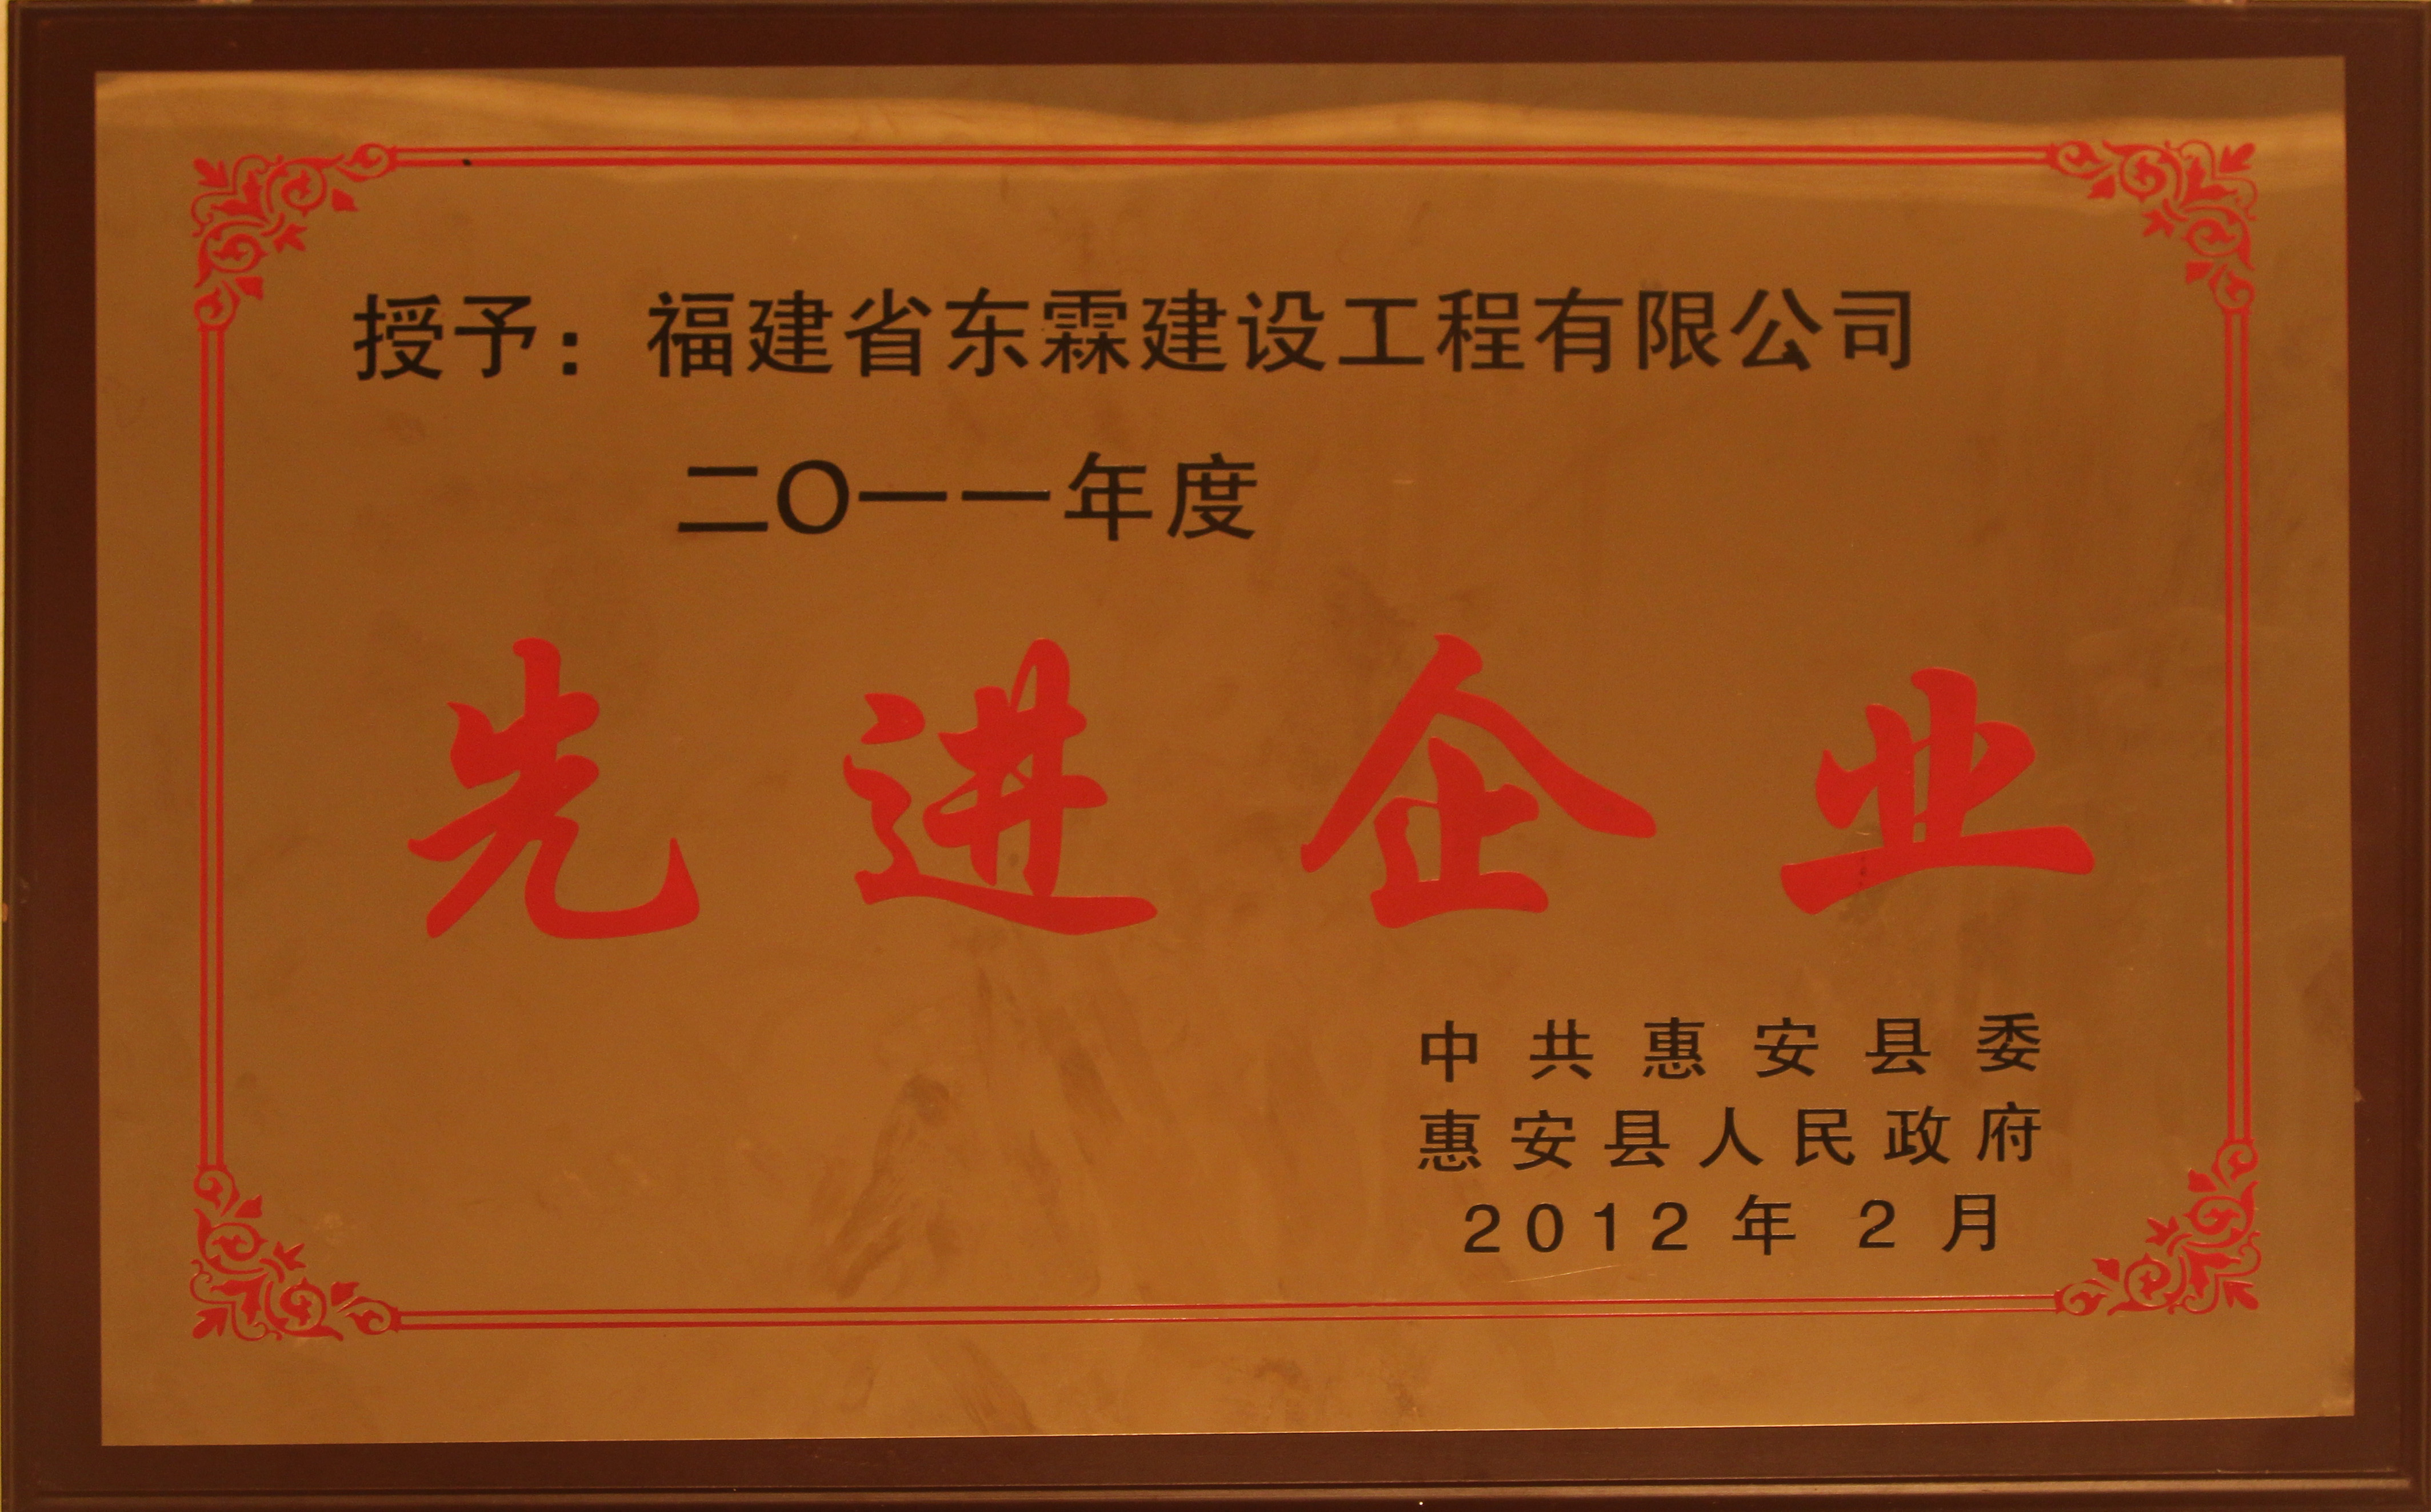 授予：福建省东霖建设工程有限公司
二〇一一年度
先进企业
中共惠安县委
惠安县人民政府
2012年2月